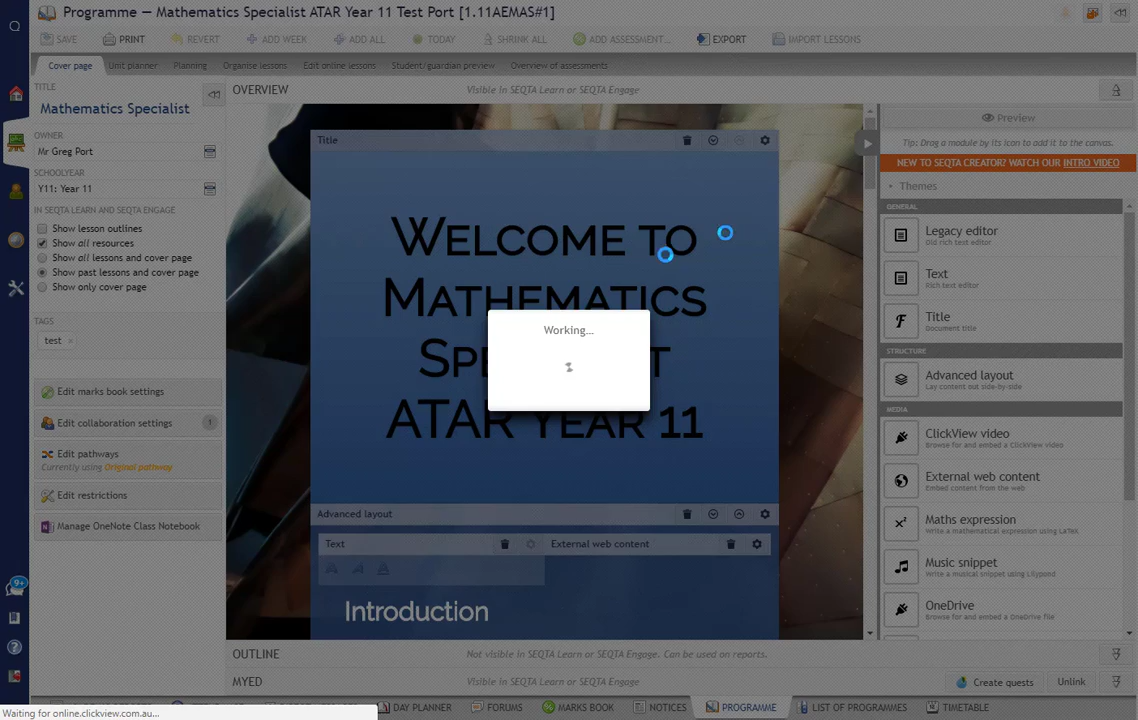 Programme — Mathematics Specialist ATAR Year 11 Test Port [1.11AEMAS#1]
SAVE PRINT REVERT ADD WEEK ADD ALL TODAY SHRINK ALL ADD ASSESSMENT... EXPORT IMPORT LESSONS
Cover page Unit planner Planning Organise lessons Edit online lessons Student/guardian preview Overview of assessments
TITLE
Mathematics Specialist
OWNER
Mr Greg Port
SCHOOLYEAR
Y11: Year 11
IN SEQTA LEARN AND SEQTA ENGAGE
Show lesson outlines
Show all resources
Show all lessons and cover page
Show past lessons and cover page
Show only cover page
TAGS
test ×
Edit marks book settings
Edit collaboration settings !
Edit pathways
Currently using Original pathway
Edit restrictions
Manage OneNote Class Notebook
OVERVIEW Visible in SEQTA Learn or SEQTA Engage
Title
WELCOME TO
MATHEMATICS
ATAR YEAR 11
Working...
Advanced layout
Text External web content
Introduction
OUTLINE Not visible in SEQTA Learn or SEQTA Engage. Can be used on reports.
MYED Visible in SEQTA Learn or SEQTA Engage Create quests Unlink
Preview
Tip: Drag a module by its icon to add it to the canvas.
NEW TO SEQTA CREATOR? WATCH OUR INTRO VIDEO
Themes
GENERAL
Legacy editor
Old rich text editor
Text
Rich text editor
Title
Document title
STRUCTURE
Advanced layout
Lay content out side-by-side
MEDIA
ClickView video
Browse for and embed a ClickView video
External web content
Embed content from the web
Maths expression
Write a mathematical expression using LaTeX
Music snippet
Write a musical snippet using Lilypond
OneDrive
Browse for and embed a OneDrive file
9+
Waiting for online.clickview.com.au...
DAY PLANNER FORUMS MARKS BOOK NOTICES PROGRAMME LIST OF PROGRAMMES TIMETABLE